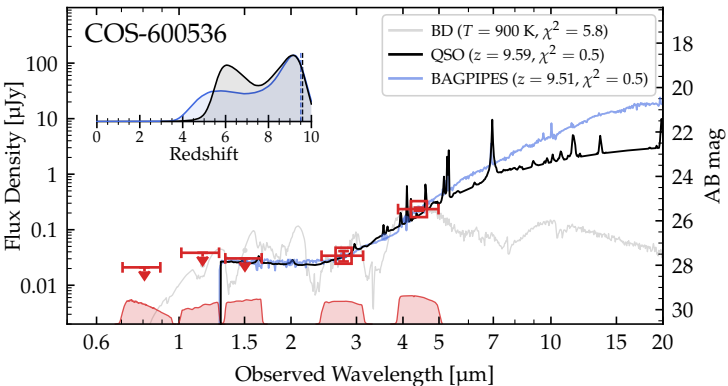 COS-600536
BD (T = 900 K, χ² = 5.8)
QSO (z = 9.59, χ² = 0.5)
BAGPIPES (z = 9.51, χ² = 0.5)
0 2 4 6 8 10
Redshift
Flux Density [μJy]
100
10
1
0.1
0.01
AB mag
18
20
22
24
26
28
30
0.6 1 2 3 4 5 7 10 15 20
Observed Wavelength [μm]